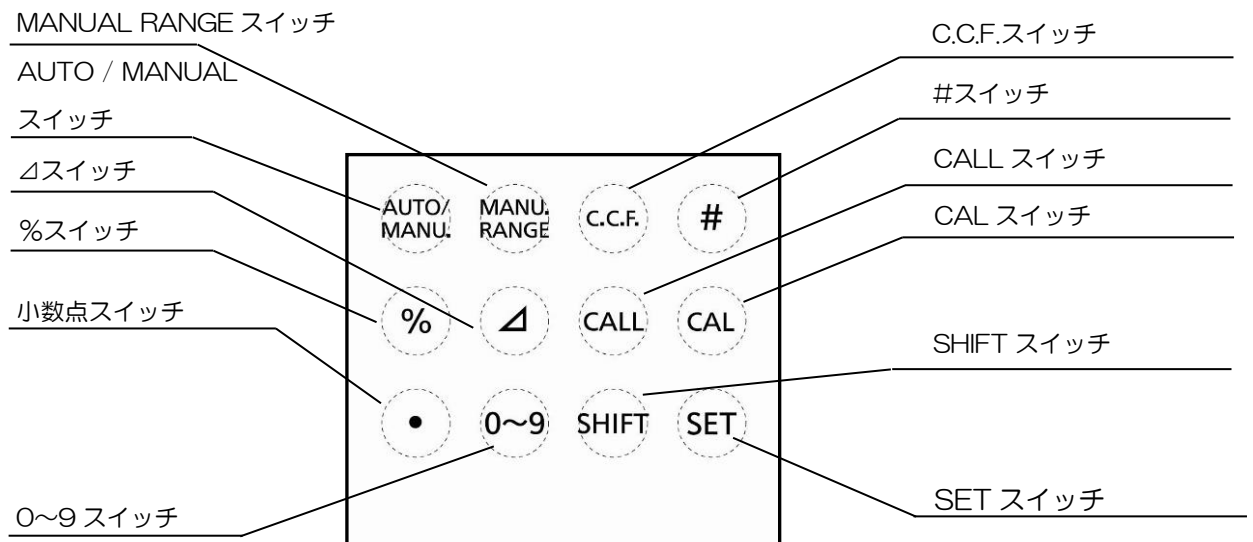 MANUAL RANGE スイッチ
AUTO / MANUAL
スイッチ
⊿スイッチ
%スイッチ
小数点スイッチ
0～9 スイッチ
AUTO/
MANU.
MANU.
RANGE
C.C.F.
#
%
⊿
CALL
CAL
•
0～9
SHIFT
SET
C.C.F.スイッチ
#スイッチ
CALL スイッチ
CAL スイッチ
SHIFT スイッチ
SET スイッチ